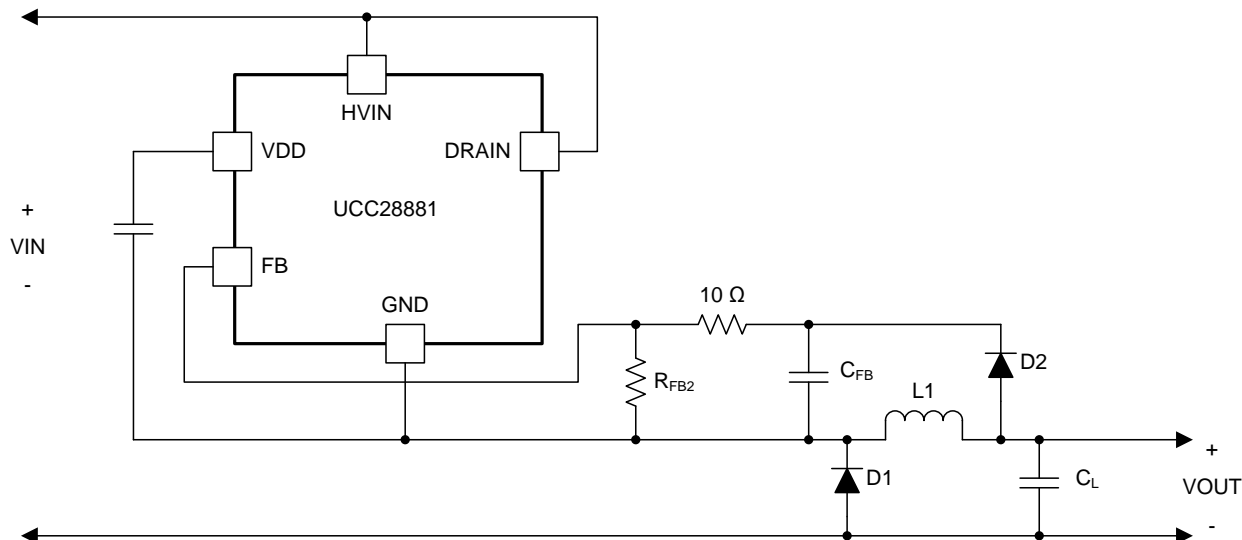 HVIN
VDD
DRAIN
UCC28881
+
VIN
-
FB
GND
10 Ω
RFB2
CFB
D2
L1
D1
CL
+
VOUT
-